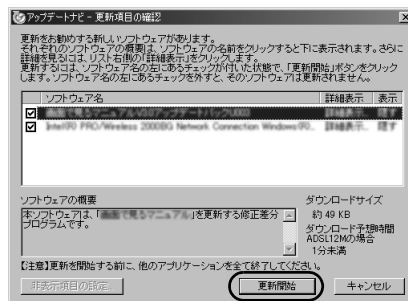 アップデートナビ - 更新項目の確認
更新をお勧めする新しいソフトウェアがあります。
それぞれのソフトウェアの概要は、ソフトウェアの名前をクリックすると下に表示されます。さらに
詳細を見るには、リスト右側の「詳細表示」をクリックします。
更新するには、ソフトウェア名の左にあるチェックが付いた状態で、「更新開始」ボタンをクリック
します。ソフトウェア名の左にあるチェックを外すと、そのソフトウェアは更新されません。
ソフトウェア名 詳細表示 表示
Intel(R) PRO/Wireless 2200BG Network Connection
ソフトウェアの概要
本ソフトウェアは、「画面で見るマニュアル」を更新する修正差分
プログラムです。
ダウンロードサイズ
約 49 KB
ダウンロード予想時間
ADSL12Mの場合
1分未満
【注意】更新を開始する前に、他のアプリケーションを全て終了してください。
非表示項目の設定... 更新開始 キャンセル